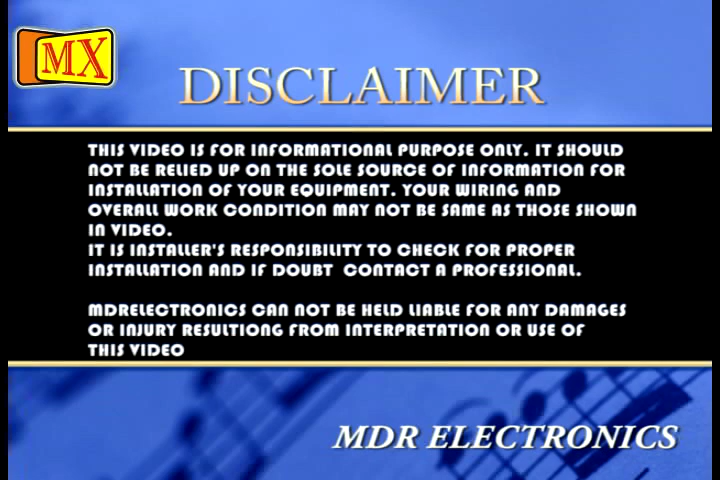 MX
DISCLAIMER
THIS VIDEO IS FOR INFORMATIONAL PURPOSE ONLY. IT SHOULD
NOT BE RELIED UP ON THE SOLE SOURCE OF INFORMATION FOR
INSTALLATION OF YOUR EQUIPMENT. YOUR WIRING AND
OVERALL WORK CONDITION MAY NOT BE SAME AS THOSE SHOWN
IN VIDEO.
IT IS INSTALLER'S RESPONSIBILITY TO CHECK FOR PROPER
INSTALLATION AND IF DOUBT CONTACT A PROFESSIONAL.
MDRELECTRONICS CAN NOT BE HELD LIABLE FOR ANY DAMAGES
OR INJURY RESULTIONG FROM INTERPRETATION OR USE OF
THIS VIDEO
MDR ELECTRONICS